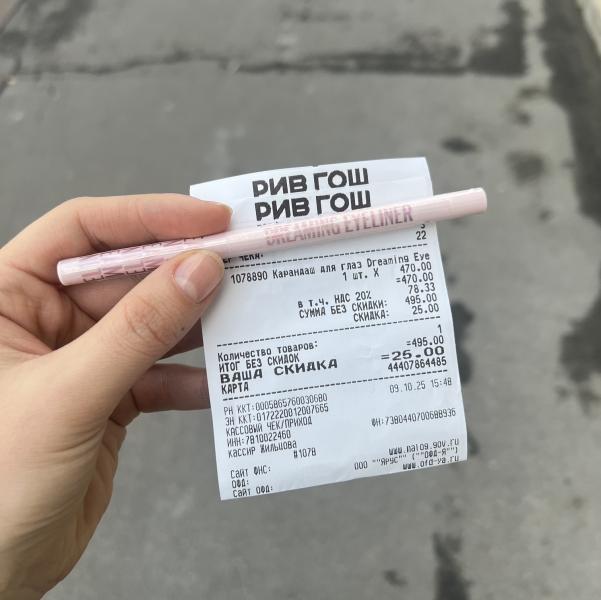 РИВ ГОШ
РИВ ГОШ
DREAMING EYELINER
ЧЕКА: 3
22
1078890 Карандаш для глаз Dreaming Eye
1 шт. X 470.00
=470.00
в т.ч. НДС 20% 78.33
СУММА БЕЗ СКИДКИ: 495.00
СКИДКА: 25.00
Количество товаров: 1
ИТОГ БЕЗ СКИДОК =495.00
ВАША СКИДКА =25.00
КАРТА 44407864485
09.10.25 15:48
РН ККТ:0005865760030680
ЗН ККТ:0172220012007665
КАССОВЫЙ ЧЕК/ПРИХОД ФН:7380440700688936
ИНН:7810022460
КАССИР Жильцова #1078
Сайт ФНС: www.nalog.gov.ru
ОФД: ООО ""Ярус"" (""ОФД-Я"")
Сайт ОФД: www.ofd-ya.ru